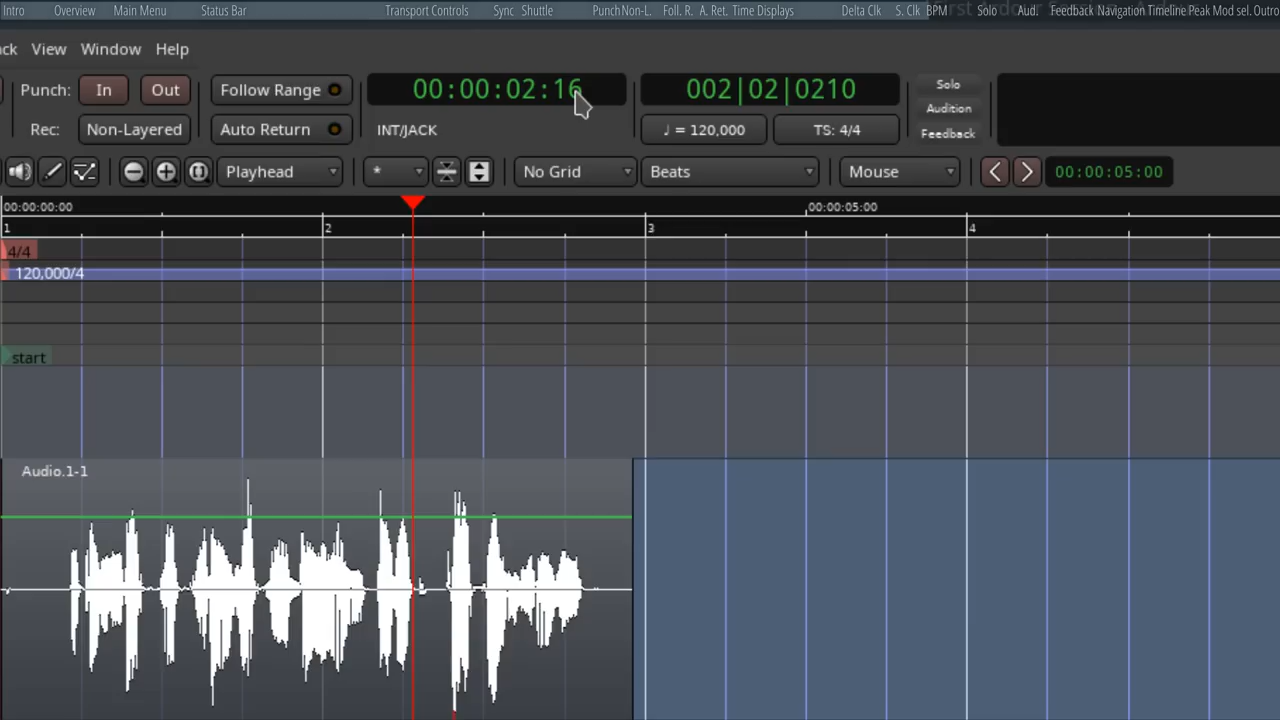 Intro Overview Main Menu Status Bar Transport Controls Sync Shuttle Punch Non-L. Foll. R. A. Ret. Time Displays Delta Clk S. Clk BPM Solo Audi. Feedback Navigation Timeline Peak Mod sel. Outro
ck View Window Help
Punch: In Out Follow Range 00:00:02:16 002|02|0210 Solo
Audition
Rec: Non-Layered Auto Return INT/JACK ♩ = 120,000 TS: 4/4 Feedback
Playhead * No Grid Beats Mouse 00:00:05:00
00:00:00:00 00:00:05:00
1 2 3 4
4/4
120,000/4
start
Audio.1-1